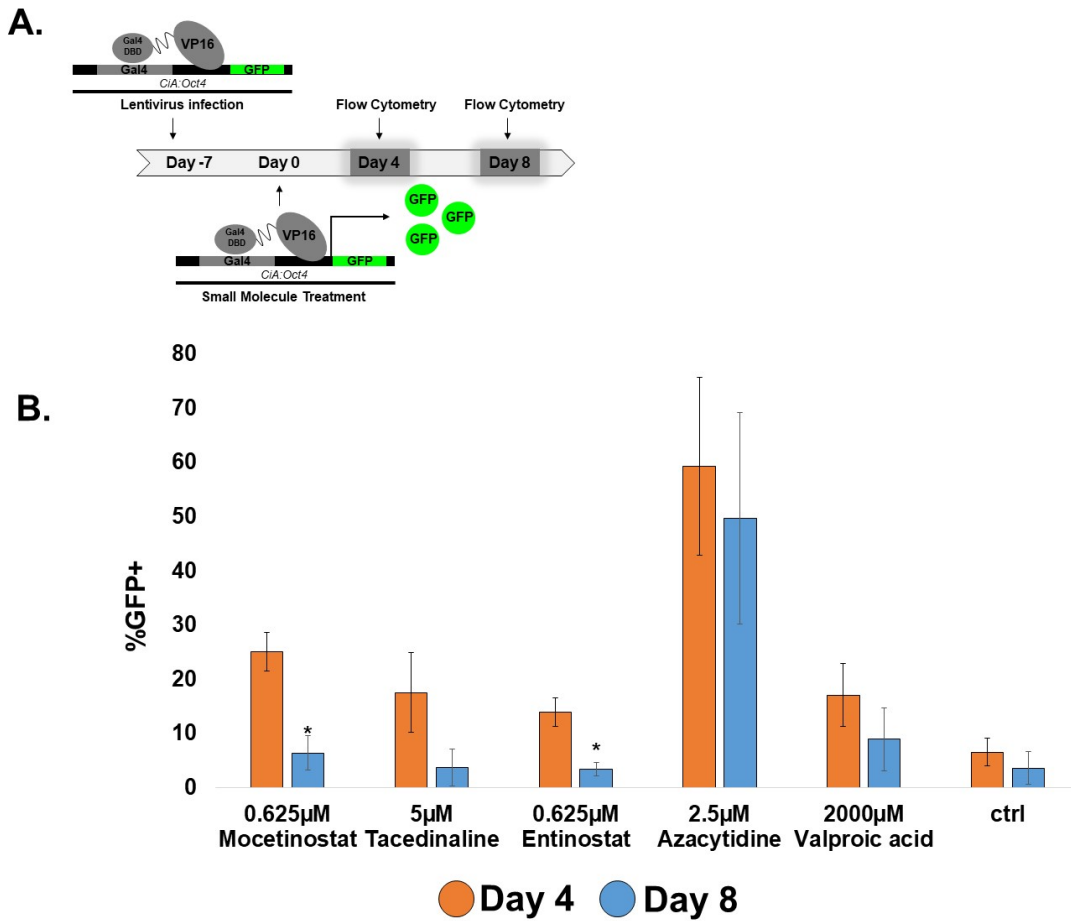 A.
Gal4
DBD
VP16
Gal4
GFP
CiA:Oct4
Lentivirus infection
Flow Cytometry
Flow Cytometry
Day -7
Day 0
Day 4
Day 8
GFP
GFP
GFP
Gal4
DBD
VP16
Gal4
GFP
CiA:Oct4
Small Molecule Treatment
B.
%GFP+
80
70
60
50
40
30
20
10
0
*
*
0.625µM
Mocetinostat
5µM
Tacedinaline
0.625µM
Entinostat
2.5µM
Azacytidine
2000µM
Valproic acid
ctrl
Day 4
Day 8